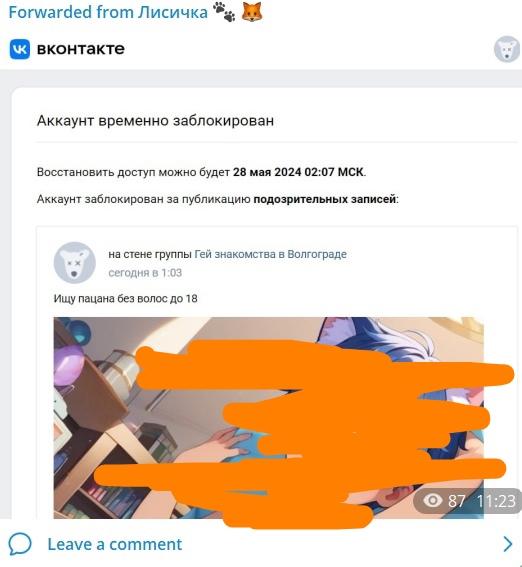 Forwarded from Лисичка 🐾 🦊
вконтакте
Аккаунт временно заблокирован
Восстановить доступ можно будет 28 мая 2024 02:07 МСК.
Аккаунт заблокирован за публикацию подозрительных записей:
на стене группы Гей знакомства в Волгограде
сегодня в 1:03
Ищу пацана без волос до 18
87 11:23
Leave a comment